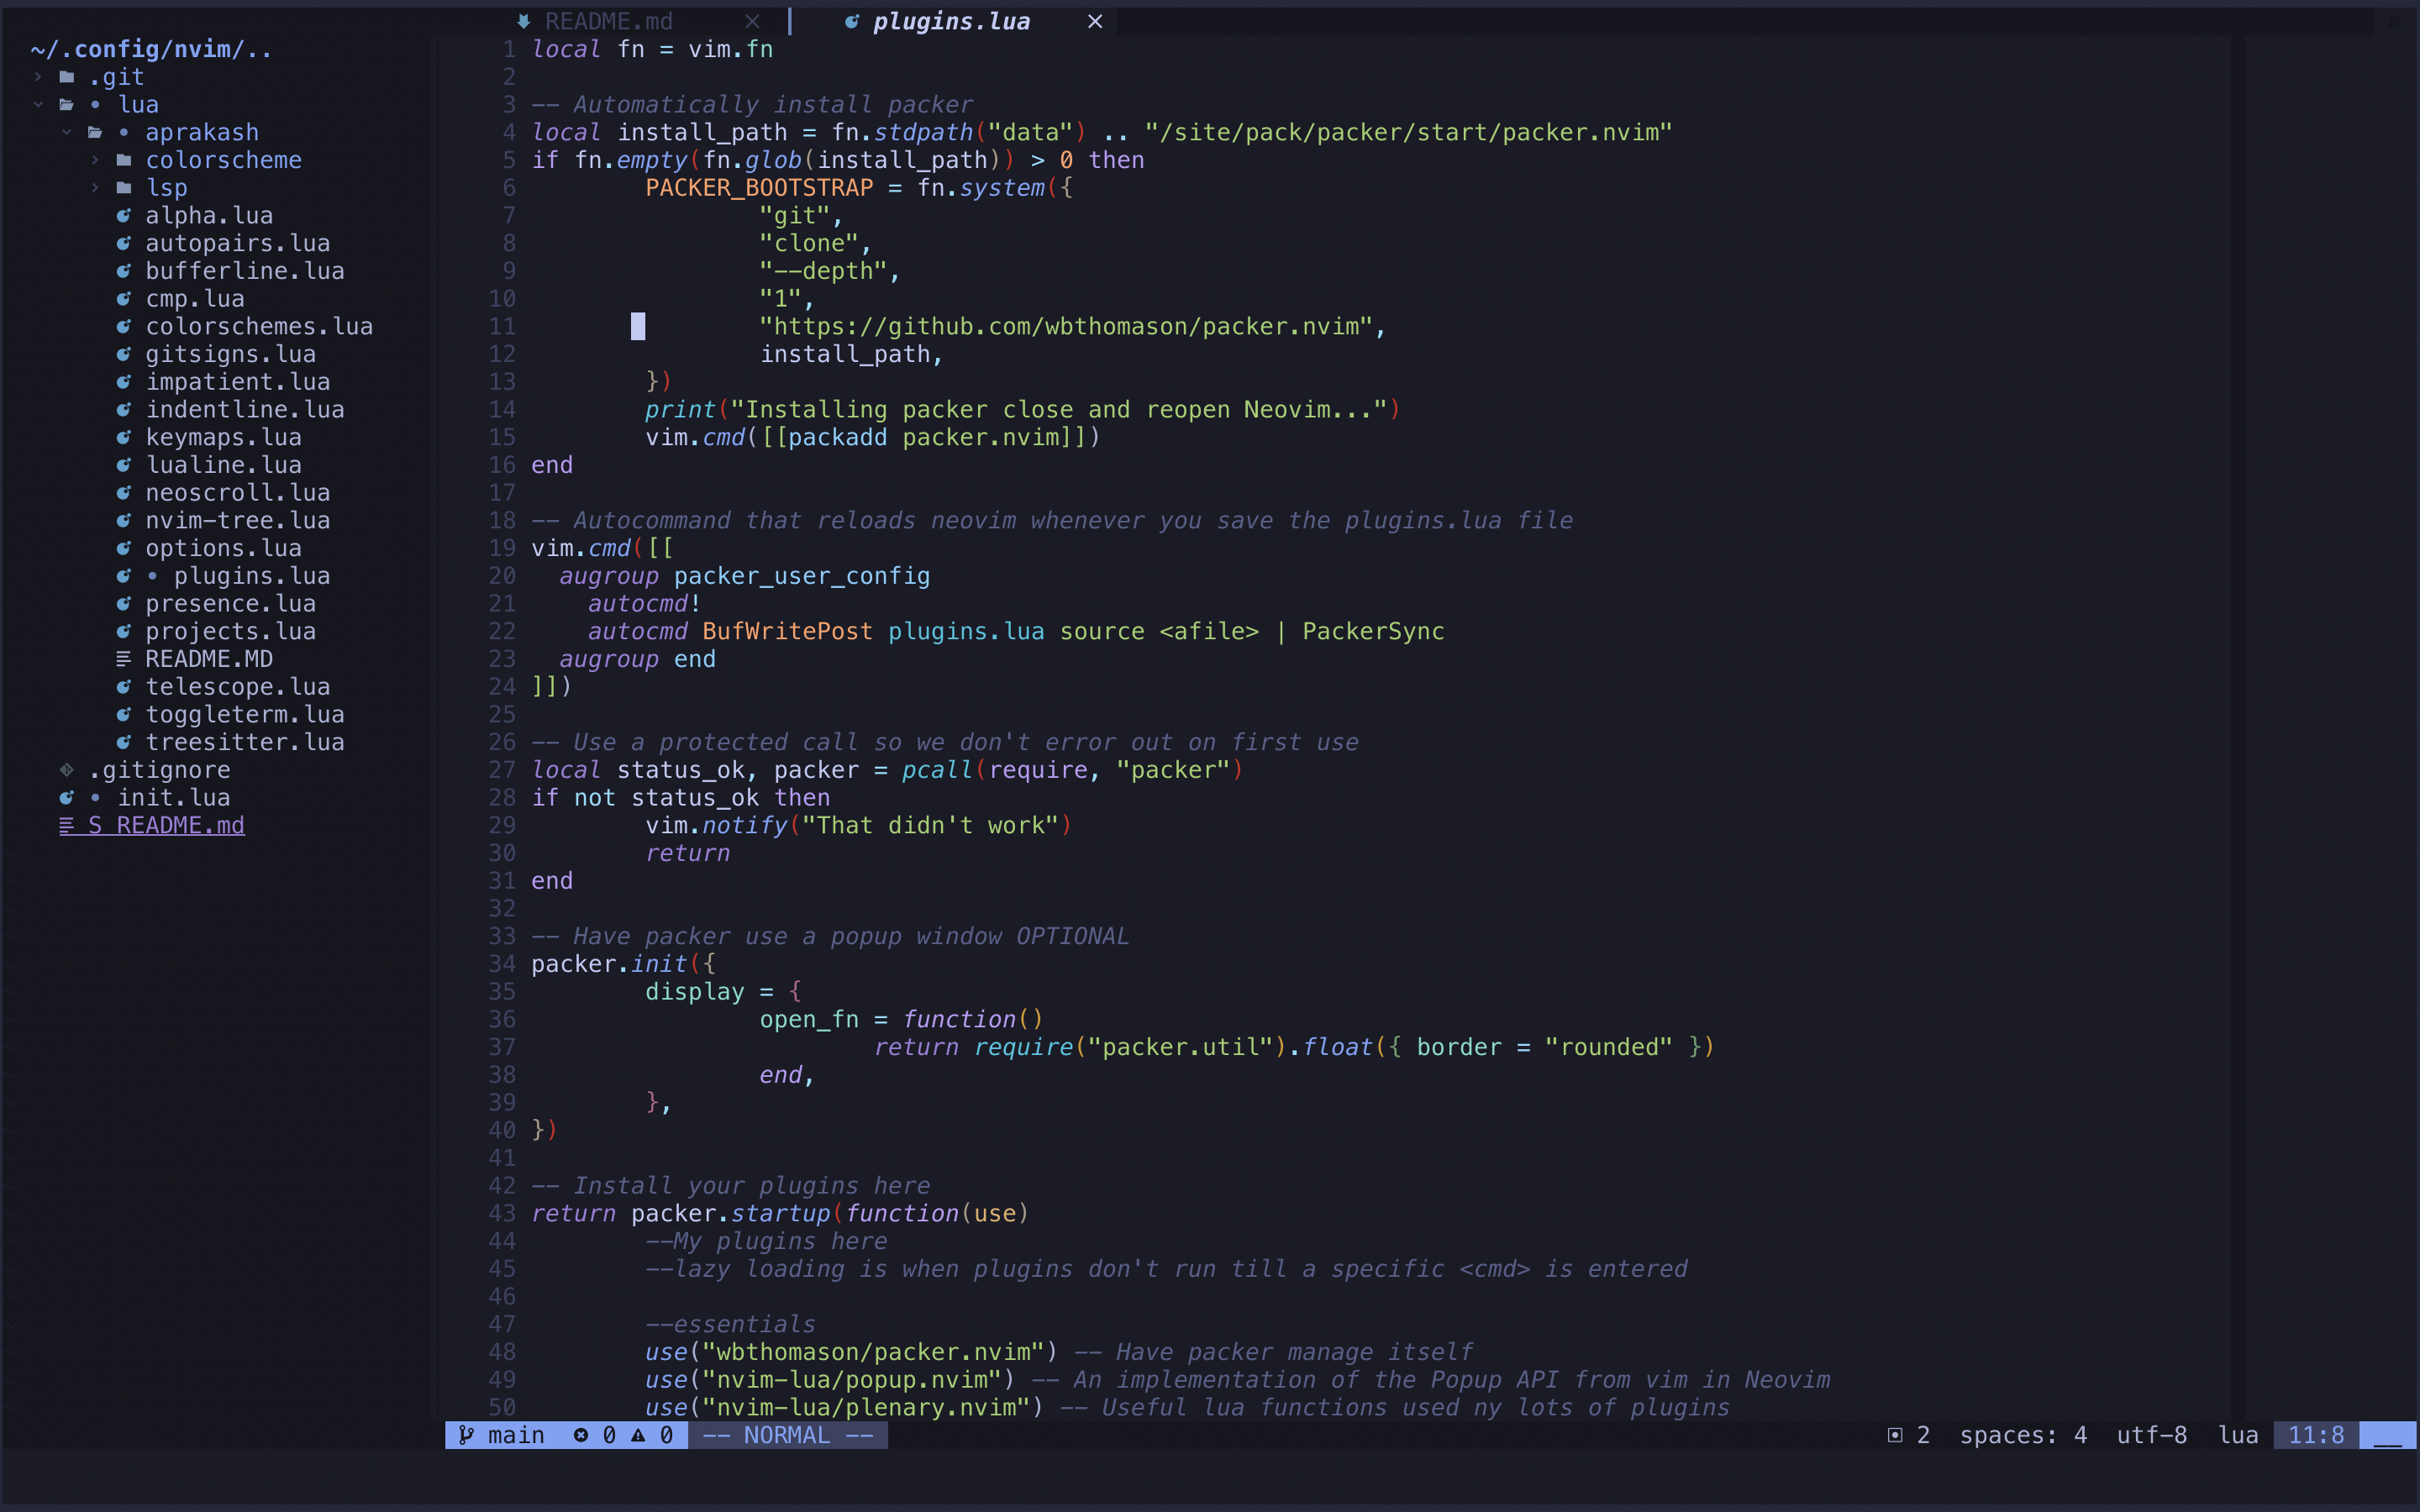 README.md
plugins.lua
~/.config/nvim/..
.git
lua
aprakash
colorscheme
lsp
alpha.lua
autopairs.lua
bufferline.lua
cmp.lua
colorschemes.lua
gitsigns.lua
impatient.lua
indentline.lua
keymaps.lua
lualine.lua
neoscroll.lua
nvim-tree.lua
options.lua
plugins.lua
presence.lua
projects.lua
README.MD
telescope.lua
toggleterm.lua
treesitter.lua
.gitignore
init.lua
S README.md
1 local fn = vim.fn
2
3 -- Automatically install packer
4 local install_path = fn.stdpath("data") .. "/site/pack/packer/start/packer.nvim"
5 if fn.empty(fn.glob(install_path)) > 0 then
6 PACKER_BOOTSTRAP = fn.system({
7 "git",
8 "clone",
9 "--depth",
10 "1",
11 "https://github.com/wbthomason/packer.nvim",
12 install_path,
13 })
14 print("Installing packer close and reopen Neovim...")
15 vim.cmd([[packadd packer.nvim]])
16 end
17
18 -- Autocommand that reloads neovim whenever you save the plugins.lua file
19 vim.cmd([[
20 augroup packer_user_config
21 autocmd!
22 autocmd BufWritePost plugins.lua source <afile> | PackerSync
23 augroup end
24 ]])
25
26 -- Use a protected call so we don't error out on first use
27 local status_ok, packer = pcall(require, "packer")
28 if not status_ok then
29 vim.notify("That didn't work")
30 return
31 end
32
33 -- Have packer use a popup window OPTIONAL
34 packer.init({
35 display = {
36 open_fn = function()
37 return require("packer.util").float({ border = "rounded" })
38 end,
39 },
40 })
41
42 -- Install your plugins here
43 return packer.startup(function(use)
44 --My plugins here
45 --lazy loading is when plugins don't run till a specific <cmd> is entered
46
47 --essentials
48 use("wbthomason/packer.nvim") -- Have packer manage itself
49 use("nvim-lua/popup.nvim") -- An implementation of the Popup API from vim in Neovim
50 use("nvim-lua/plenary.nvim") -- Useful lua functions used ny lots of plugins
main 0 0 -- NORMAL -- 2 spaces: 4 utf-8 lua 11:8 __